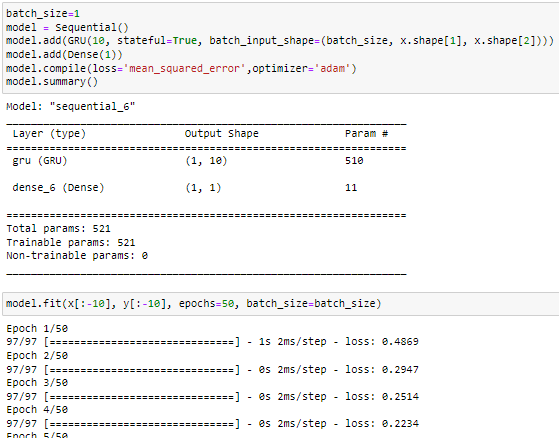 batch_size=1
model = Sequential()
model.add(GRU(10, stateful=True, batch_input_shape=(batch_size, x.shape[1], x.shape[2])))
model.add(Dense(1))
model.compile(loss='mean_squared_error',optimizer='adam')
model.summary()
Model: "sequential_6"
_________________________________________________________________
Layer (type) Output Shape Param #
=================================================================
gru (GRU) (1, 10) 510
dense_6 (Dense) (1, 1) 11
=================================================================
Total params: 521
Trainable params: 521
Non-trainable params: 0
_________________________________________________________________
model.fit(x[:-10], y[:-10], epochs=50, batch_size=batch_size)
Epoch 1/50
97/97 [==============================] - 1s 2ms/step - loss: 0.4869
Epoch 2/50
97/97 [==============================] - 0s 2ms/step - loss: 0.2947
Epoch 3/50
97/97 [==============================] - 0s 2ms/step - loss: 0.2514
Epoch 4/50
97/97 [==============================] - 0s 2ms/step - loss: 0.2234
Epoch 5/50